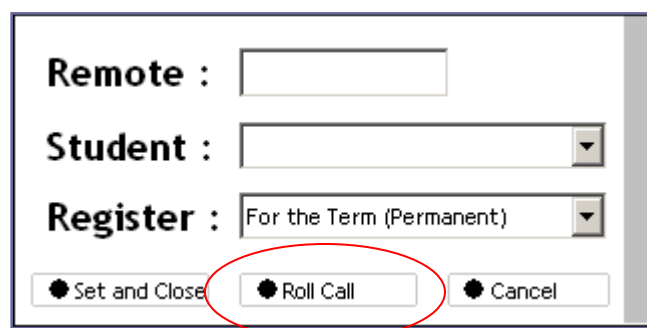 Remote :
Student :
Register : For the Term (Permanent)
Set and Close Roll Call Cancel